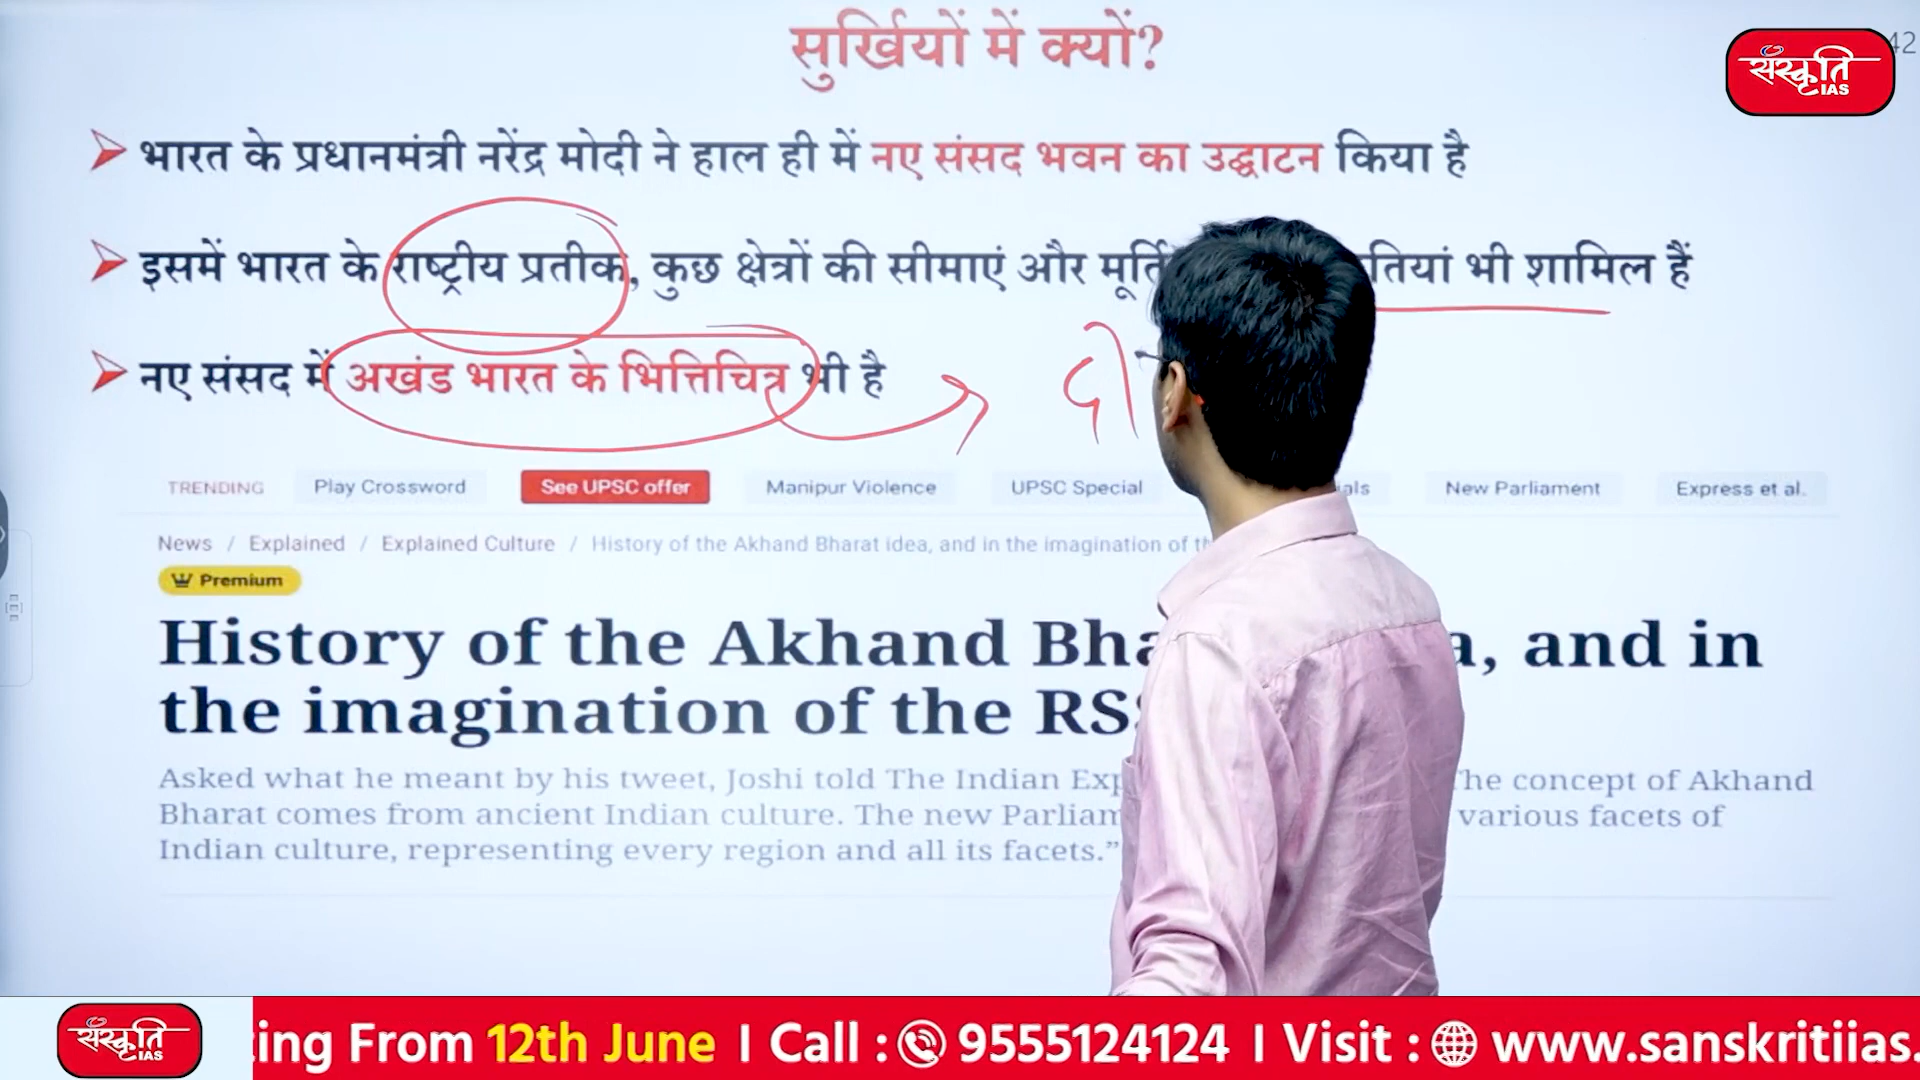 सुर्खियों में क्यों?
42
संस्कृति
IAS
भारत के प्रधानमंत्री नरेंद्र मोदी ने हाल ही में नए संसद भवन का उद्घाटन किया है
इसमें भारत के राष्ट्रीय प्रतीक, कुछ क्षेत्रों की सीमाएं और मूर्ति तियां भी शामिल हैं
नए संसद में अखंड भारत के भित्तिचित्र भी है
दो
TRENDING Play Crossword See UPSC offer Manipur Violence UPSC Special als New Parliament Express et al.
News / Explained / Explained Culture / History of the Akhand Bharat idea, and in the imagination of th
Premium
History of the Akhand Bha a, and in
the imagination of the RSS
Asked what he meant by his tweet, Joshi told The Indian Exp The concept of Akhand
Bharat comes from ancient Indian culture. The new Parliam various facets of
Indian culture, representing every region and all its facets.”
संस्कृति
IAS
ting From 12th June | Call : 9555124124 | Visit : www.sanskritiias.